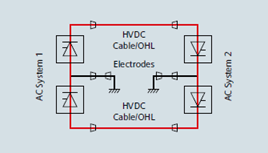 HVDC
Cable/OHL
AC System 1
Electrodes
AC System 2
HVDC
Cable/OHL